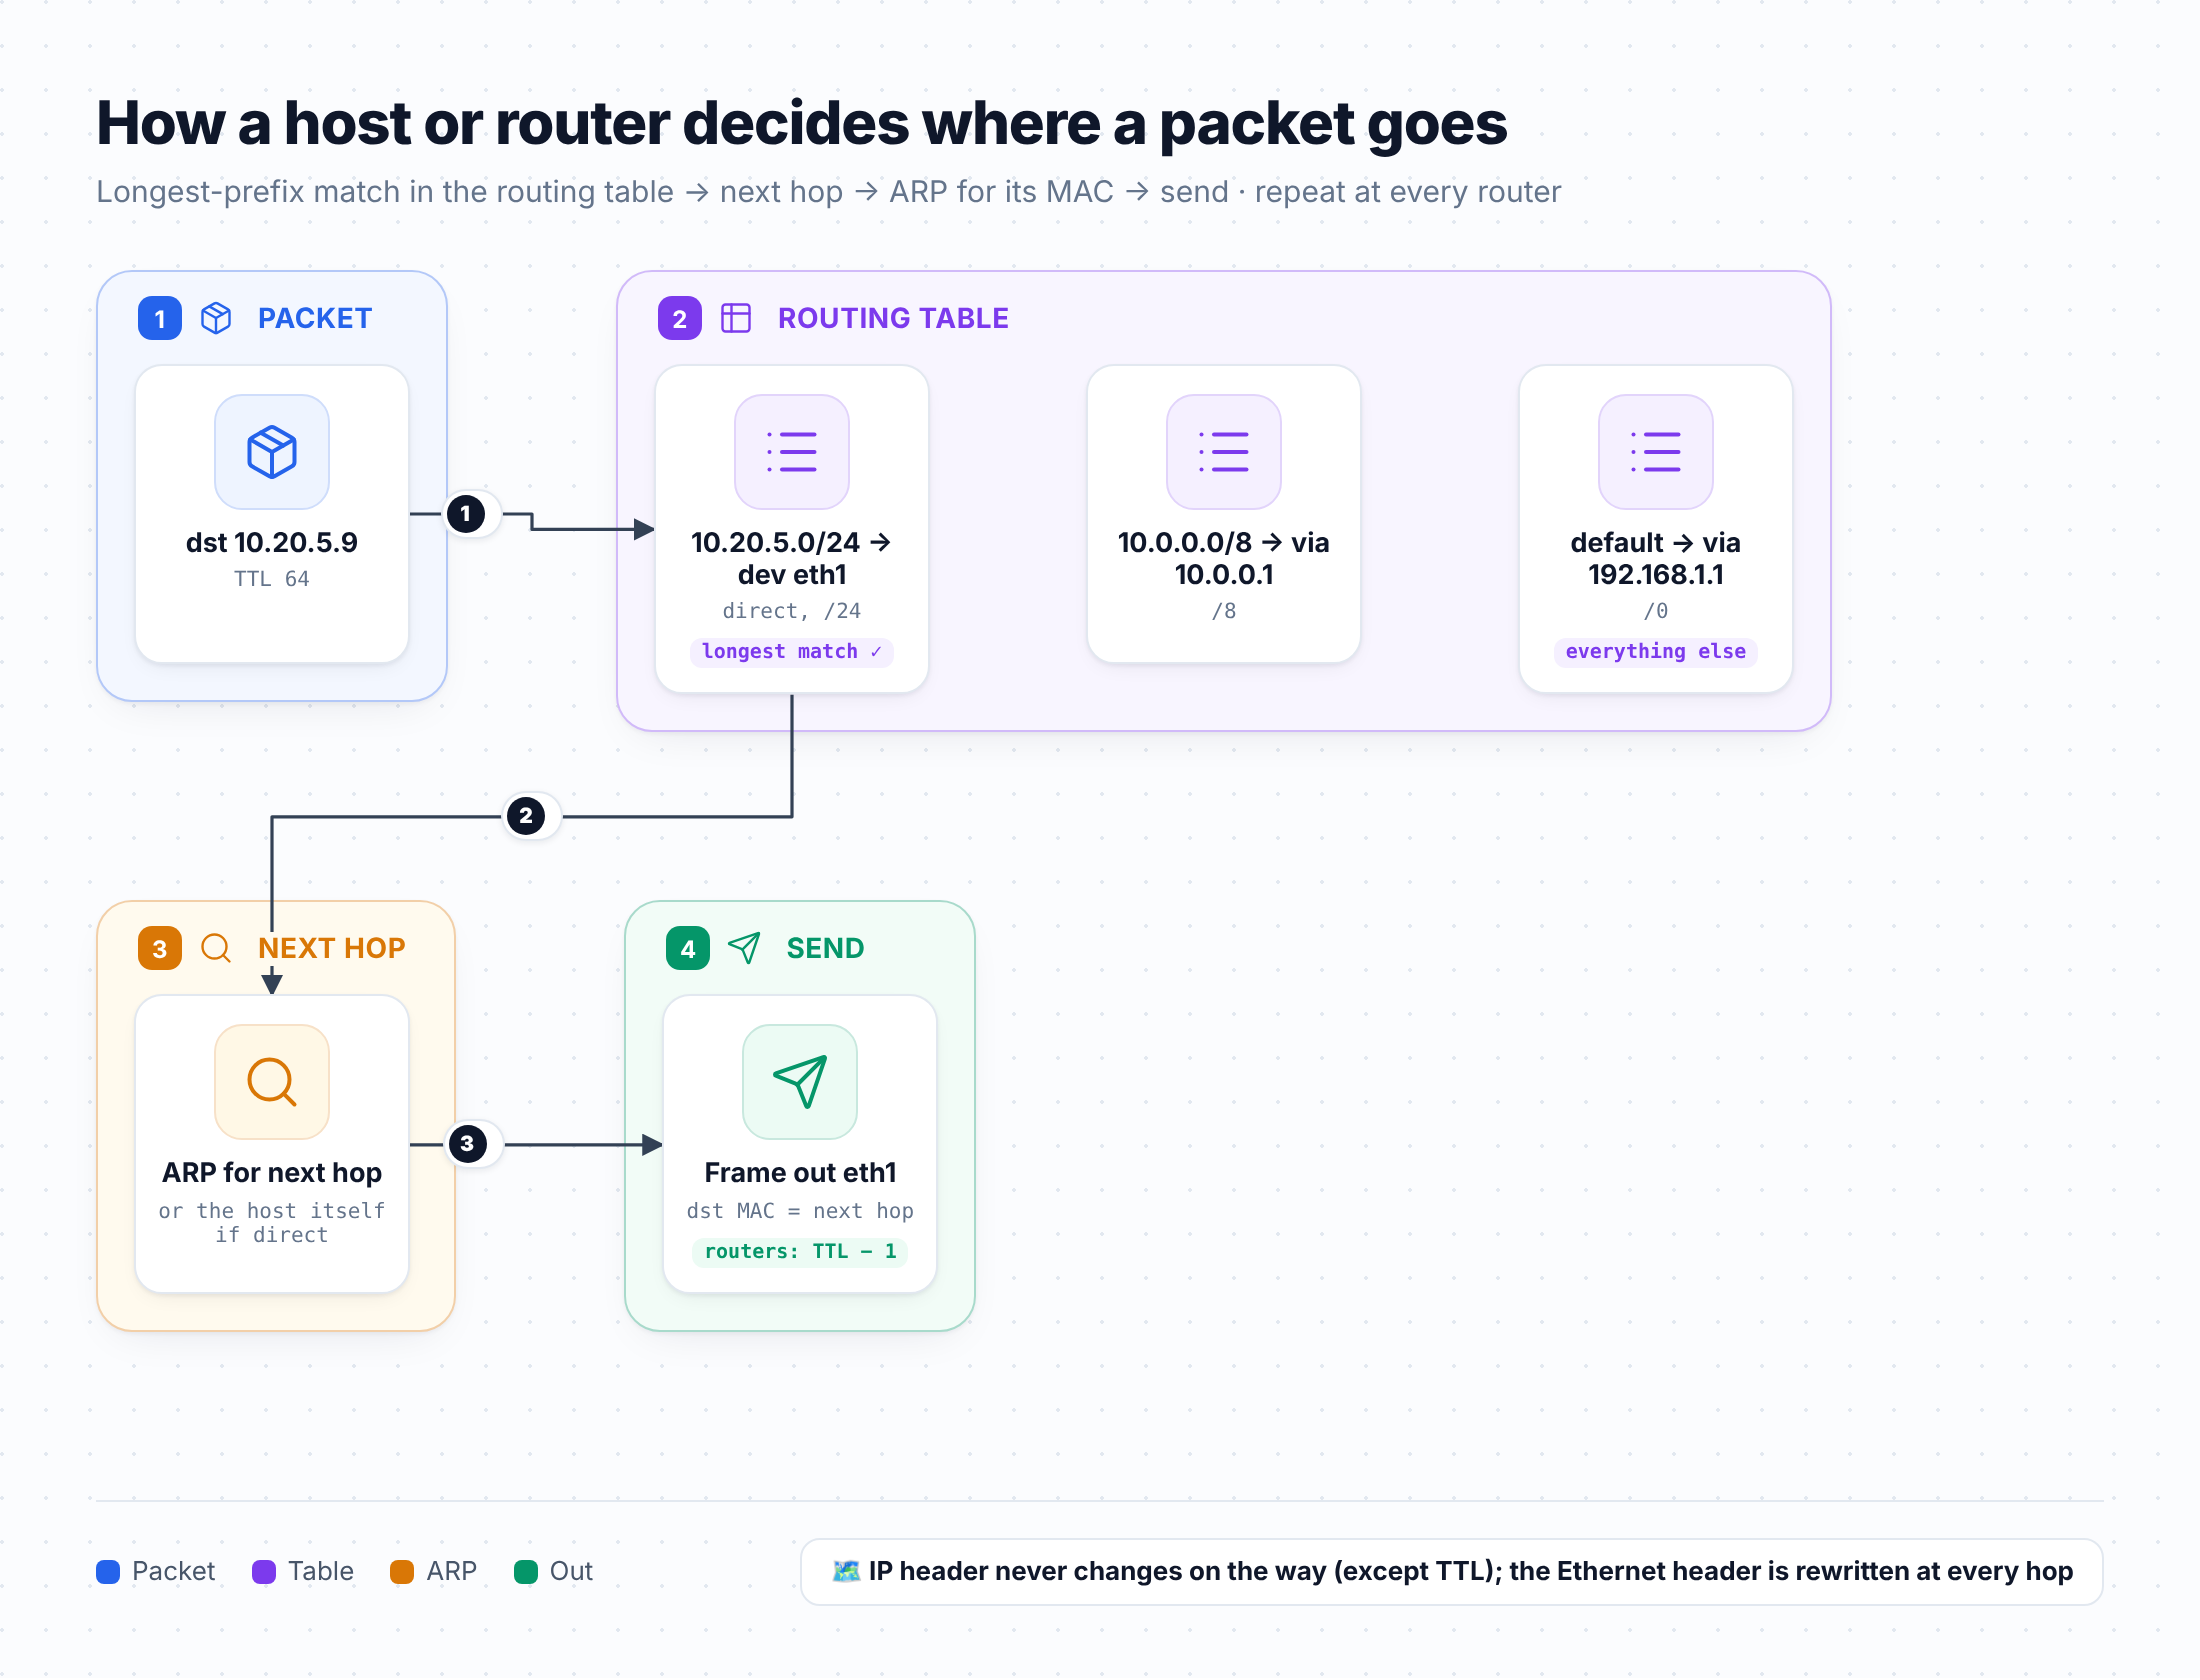 How a host or router decides where a packet goes
Longest-prefix match in the routing table → next hop → ARP for its MAC → send · repeat at every router
1 PACKET
dst 10.20.5.9
TTL 64
1
2 ROUTING TABLE
10.20.5.0/24 →
dev eth1
direct, /24
longest match ✓
10.0.0.0/8 → via
10.0.0.1
/8
default → via
192.168.1.1
/0
everything else
2
3 NEXT HOP
ARP for next hop
or the host itself
if direct
3
4 SEND
Frame out eth1
dst MAC = next hop
routers: TTL − 1
Packet
Table
ARP
Out
🗺️ IP header never changes on the way (except TTL); the Ethernet header is rewritten at every hop